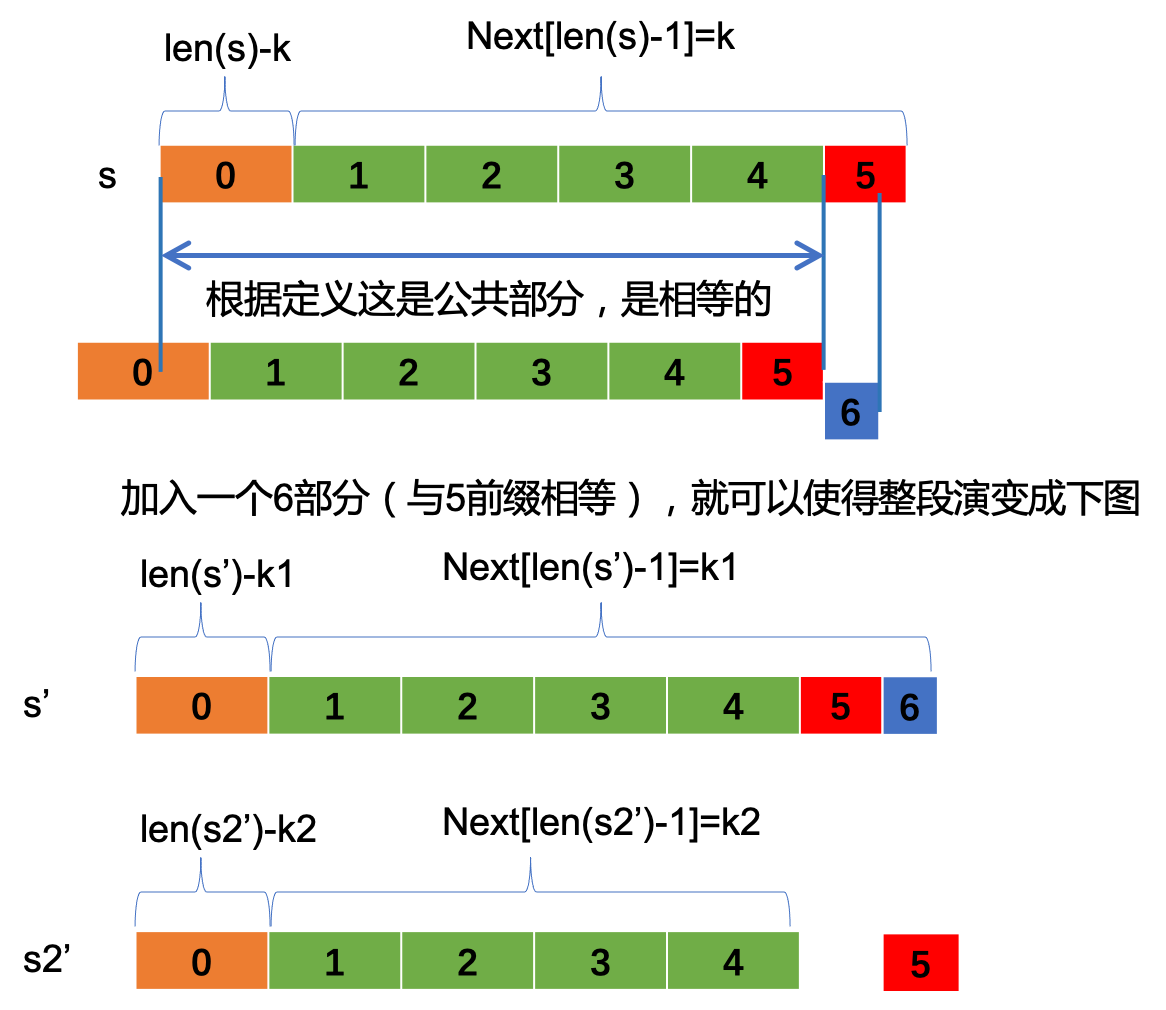 len(s)-k Next[len(s)-1]=k
s 0 1 2 3 4 5
根据定义这是公共部分，是相等的
0 1 2 3 4 5
6
加入一个6部分（与5前缀相等），就可以使得整段演变成下图
len(s’)-k1 Next[len(s’)-1]=k1
s’ 0 1 2 3 4 5 6
len(s2’)-k2 Next[len(s2’)-1]=k2
s2’ 0 1 2 3 4 5